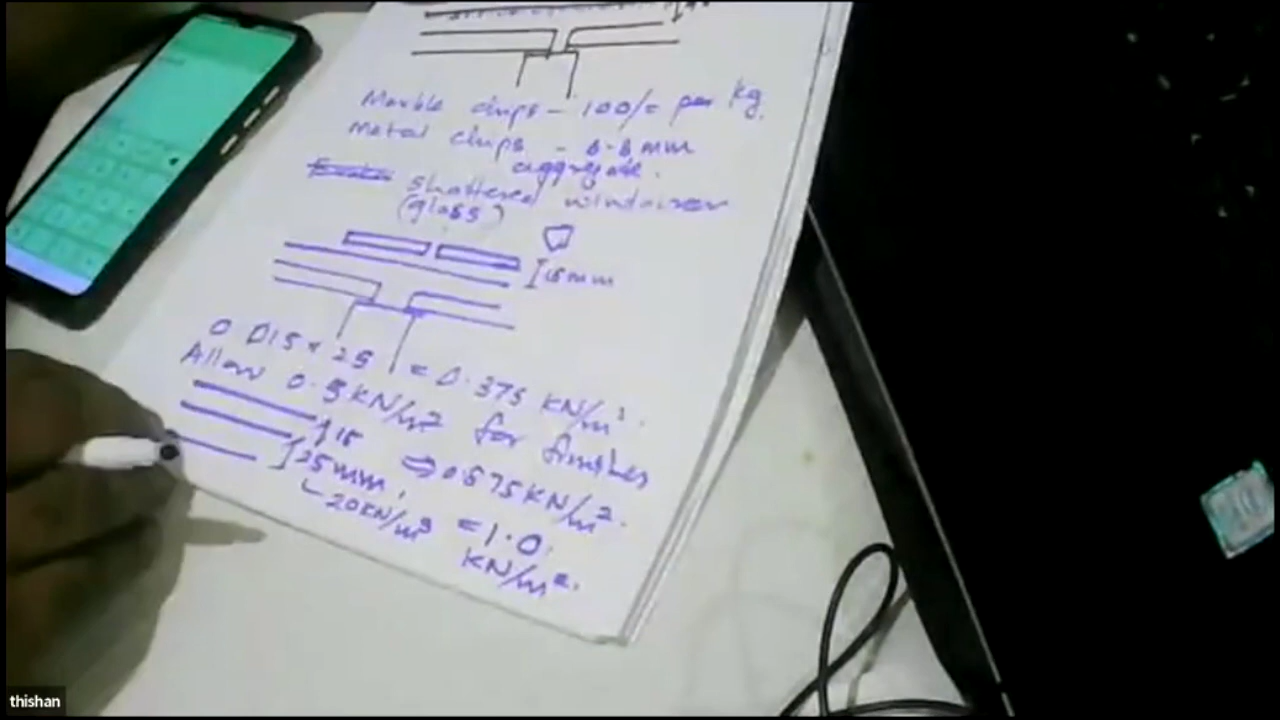 Marble chips - 100/= per kg.
Metal chips - 6-8 mm
aggregate.
shattered windscreen
(glass)
15mm
0.015 × 25 = 0.375 KN/m².
Allow 0.5 KN/m² for finishes
15
25mm, ⇒ 0.875 KN/m².
20KN/m³ = 1.0
KN/m².
thishan